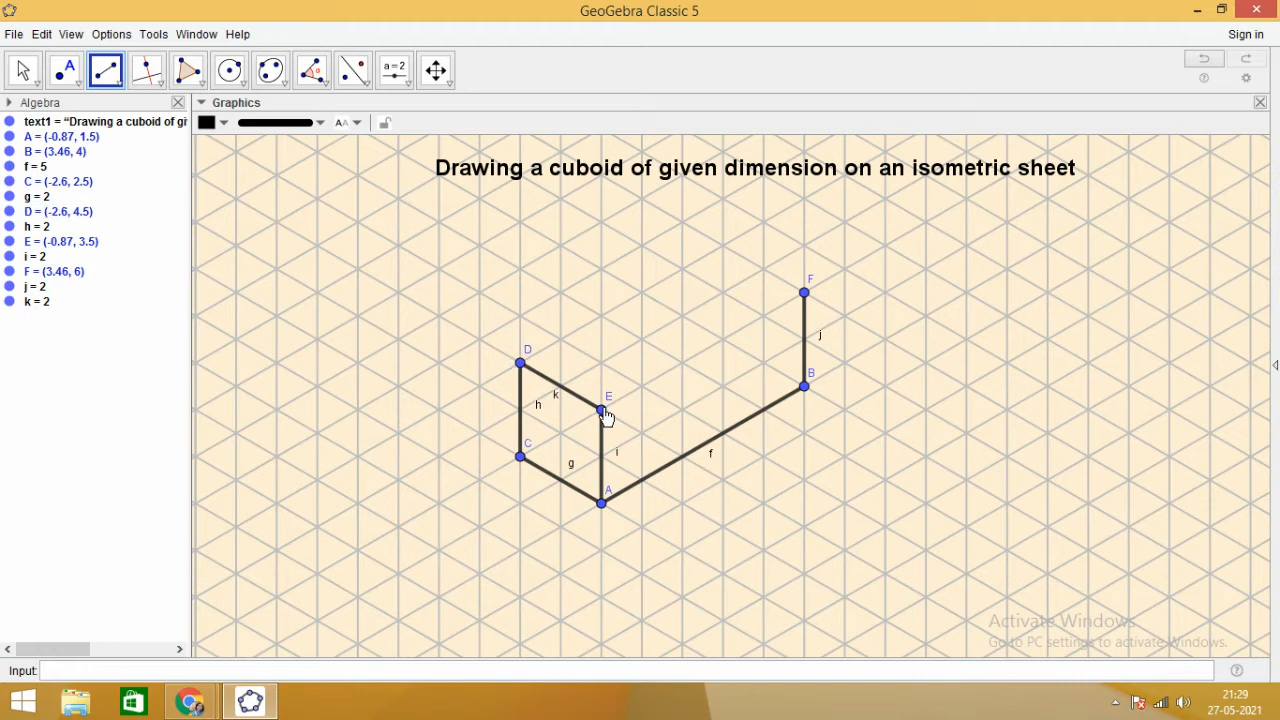 GeoGebra Classic 5
File Edit View Options Tools Window Help
Sign in
A
α
a = 2
Algebra
Graphics
AA
text1 = “Drawing a cuboid of gi
A = (-0.87, 1.5)
B = (3.46, 4)
f = 5
C = (-2.6, 2.5)
g = 2
D = (-2.6, 4.5)
h = 2
E = (-0.87, 3.5)
i = 2
F = (3.46, 6)
j = 2
k = 2
Drawing a cuboid of given dimension on an isometric sheet
F
j
D
B
k
E
h
C
g
i
f
A
Activate Windows
Go to PC settings to activate Windows.
Input:
21:29
27-05-2021